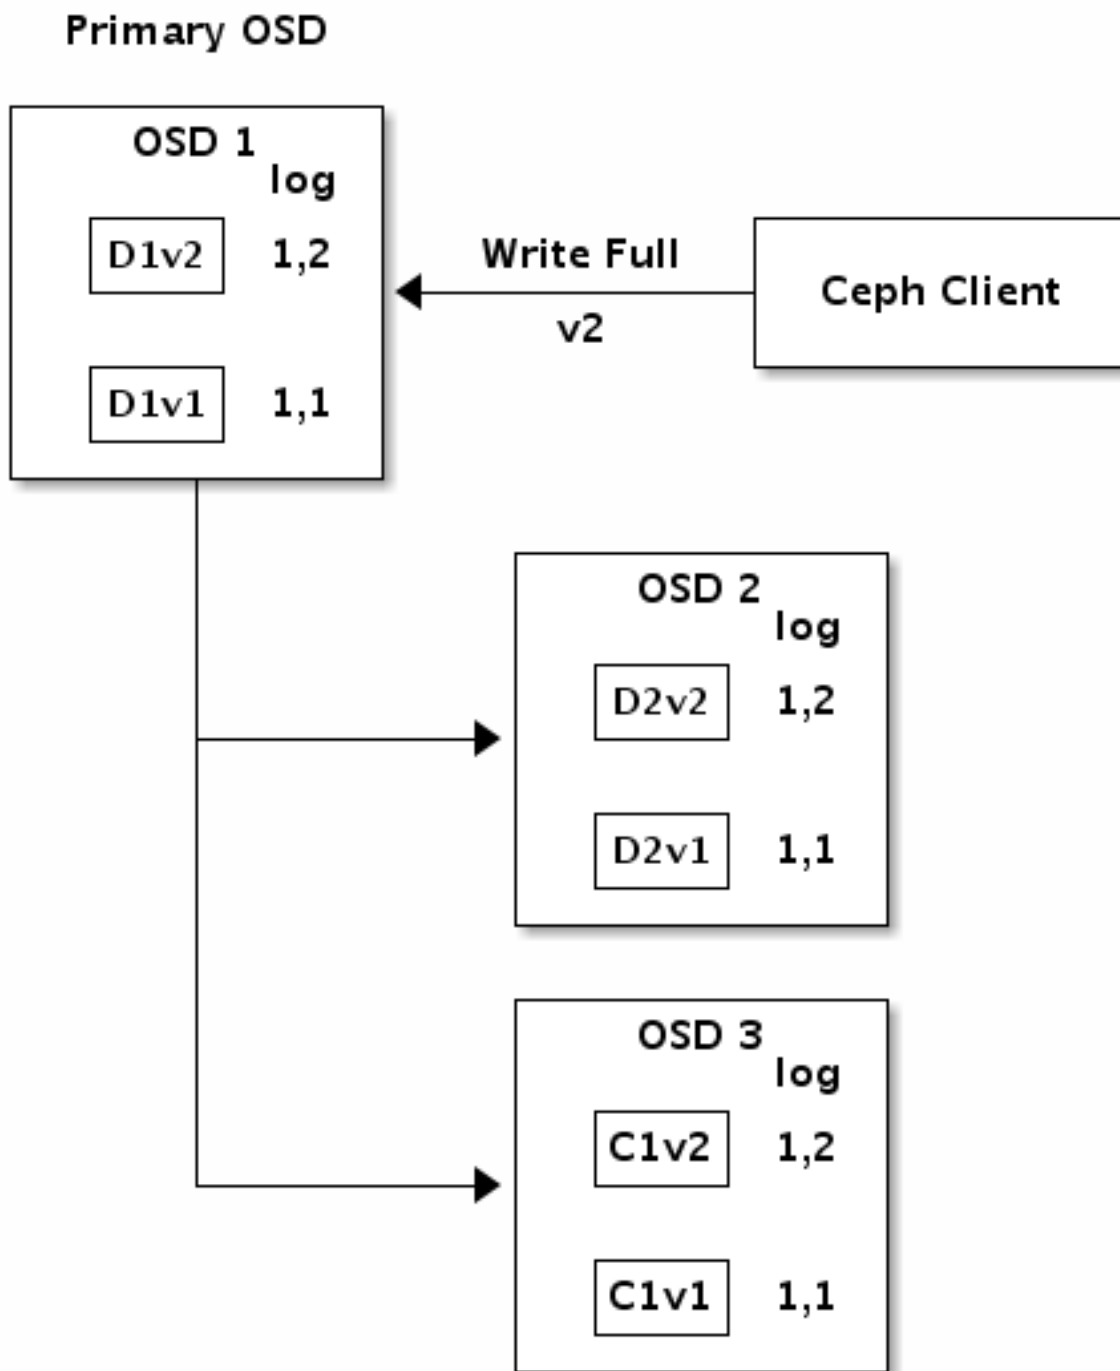 Primary OSD
OSD 1
log
D1v2 1,2
D1v1 1,1
Write Full
v2
Ceph Client
OSD 2
log
D2v2 1,2
D2v1 1,1
OSD 3
log
C1v2 1,2
C1v1 1,1